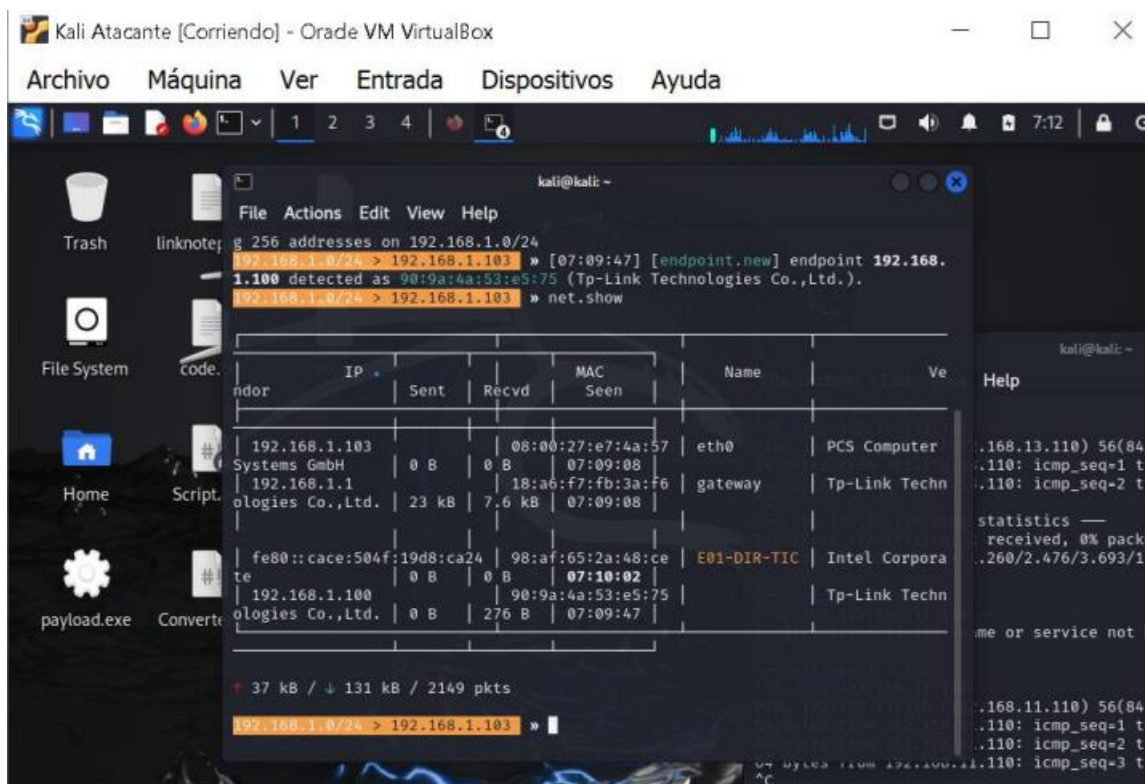 Kali Atacante [Corriendo] - Oracle VM VirtualBox
Archivo Máquina Ver Entrada Dispositivos Ayuda
1 2 3 4 4 7:12
kali@kali: ~
File Actions Edit View Help
g 256 addresses on 192.168.1.0/24
192.168.1.0/24 > 192.168.1.103 » [07:09:47] [endpoint.new] endpoint 192.168.
1.100 detected as 90:9a:4a:53:e5:75 (Tp-Link Technologies Co.,Ltd.).
192.168.1.0/24 > 192.168.1.103 » net.show
IP MAC Name Ve
ndor Sent Recvd Seen
192.168.1.103 08:00:27:e7:4a:57 eth0 PCS Computer
Systems GmbH 0 B 0 B 07:09:08
192.168.1.1 18:a6:f7:fb:3a:f6 gateway Tp-Link Techn
ologies Co.,Ltd. 23 kB 7.6 kB 07:09:08
fe80::cace:504f:19d8:ca24 98:af:65:2a:48:ce E01-DIR-TIC Intel Corpora
te 0 B 0 B 07:10:02
192.168.1.100 90:9a:4a:53:e5:75 Tp-Link Techn
ologies Co.,Ltd. 0 B 276 B 07:09:47
↑ 37 kB / ↓ 131 kB / 2149 pkts
192.168.1.0/24 > 192.168.1.103 »
Trash
linknotep
File System
code.
Home
Script.
payload.exe
Converte
kali@kali: ~
Help
.168.13.110) 56(84
.110: icmp_seq=1 t
.110: icmp_seq=2 t
statistics —
received, 0% pack
.260/2.476/3.693/1
me or service not
.168.11.110) 56(84
.110: icmp_seq=1 t
.110: icmp_seq=2 t
64 bytes from 192.168.11.110: icmp_seq=3 t
^C